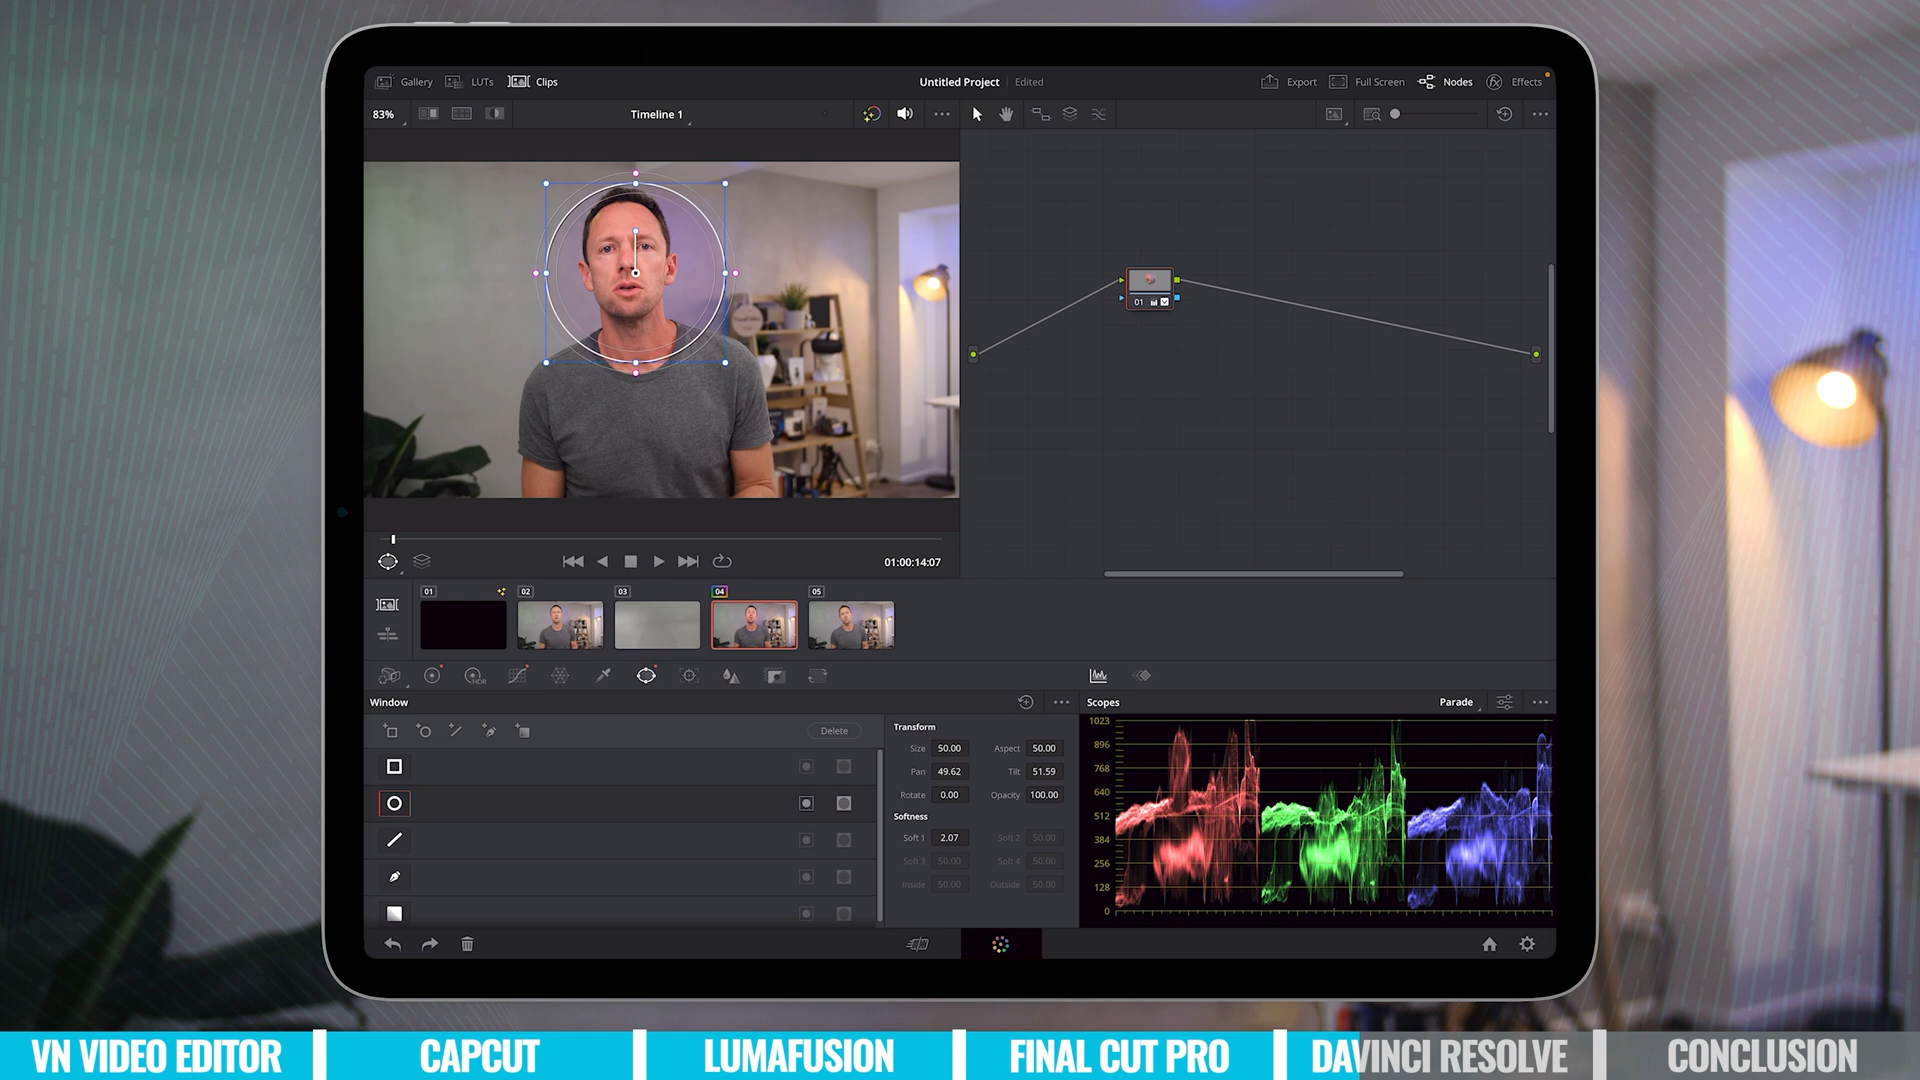 Gallery LUTs Clips Untitled Project Edited Export Full Screen Nodes Effects
83% Timeline 1
01:00:14:07
01 02 03 04 05
01
HDR
Window Scopes Parade
Delete
Transform
Size 50.00 Aspect 50.00
Pan 49.62 Tilt 51.59
Rotate 0.00 Opacity 100.00
Softness
Soft 1 2.07 Soft 2 50.00
Soft 3 50.00 Soft 4 50.00
Inside 50.00 Outside 50.00
1023
896
768
640
512
384
256
128
0
VN VIDEO EDITOR CAPCUT LUMAFUSION FINAL CUT PRO DAVINCI RESOLVE CONCLUSION